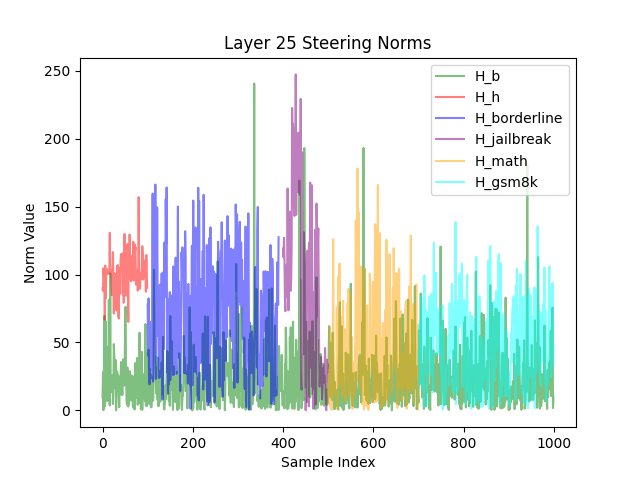 Layer 25 Steering Norms
H_b
H_h
H_borderline
H_jailbreak
H_math
H_gsm8k
250
200
150
100
50
0
Norm Value
0
200
400
600
800
1000
Sample Index